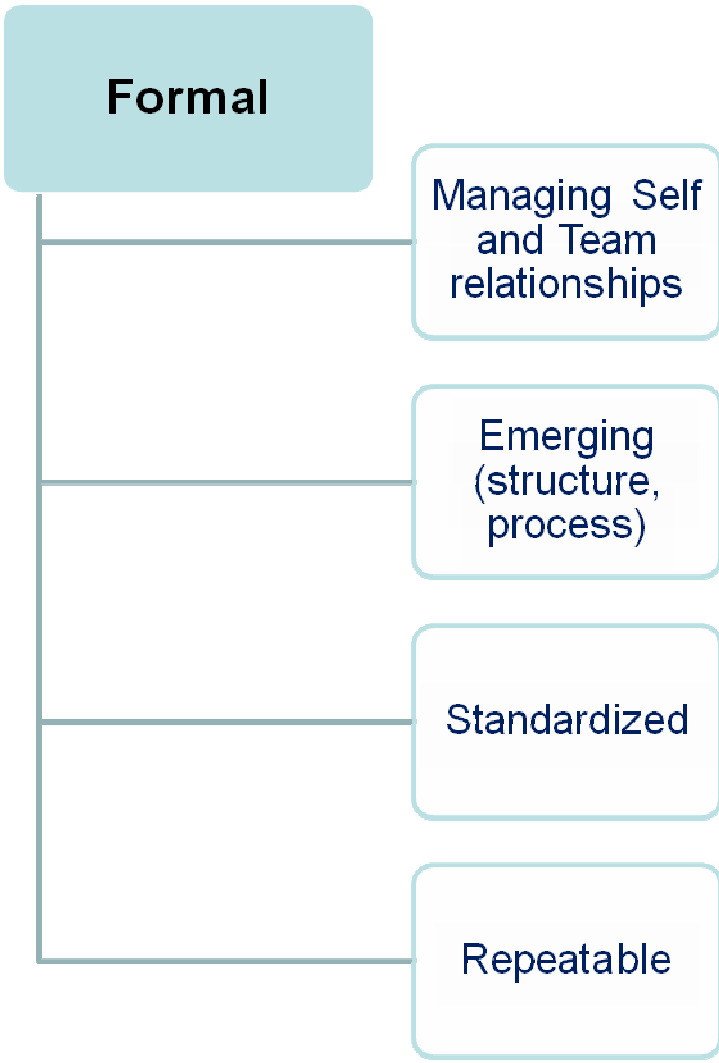 Formal
Managing Self
and Team
relationships
Emerging
(structure,
process)
Standardized
Repeatable